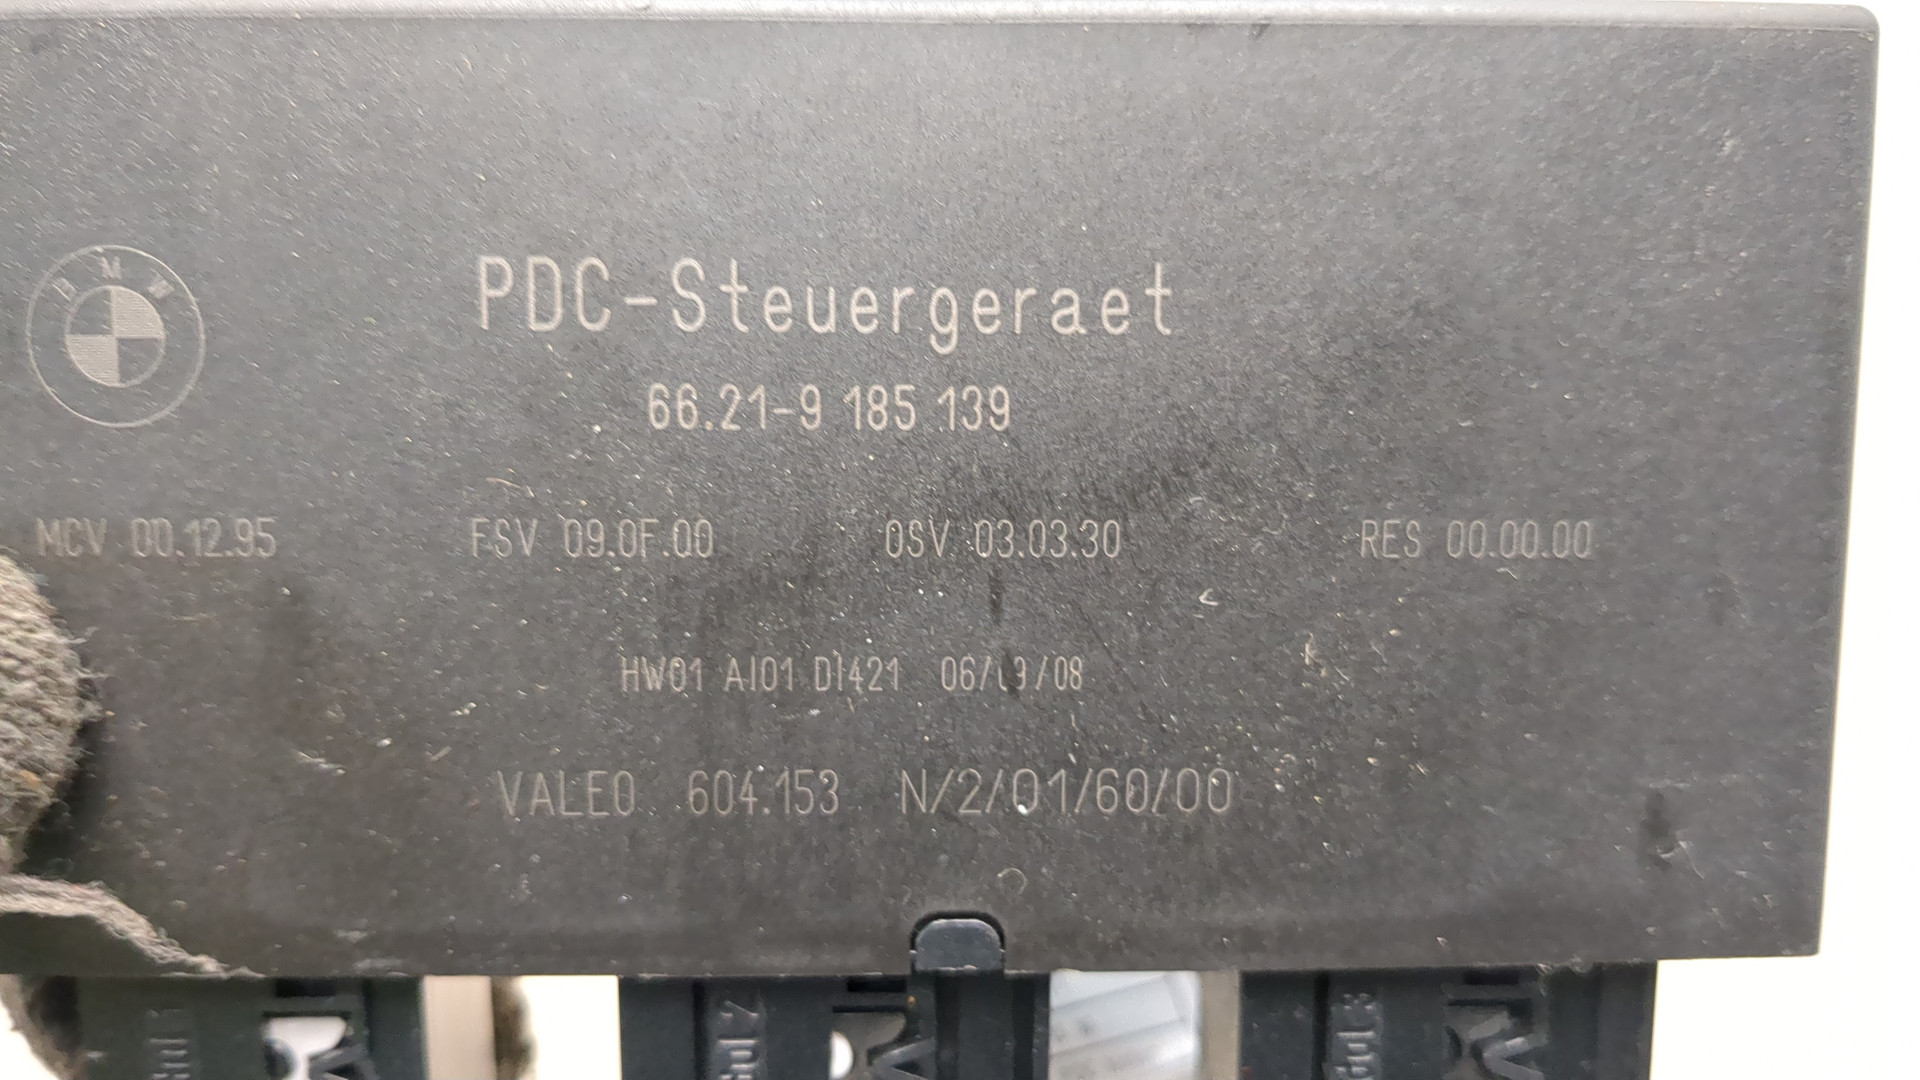 BMW
PDC-Steuergeraet
66.21-9 185 139
MCV 00.12.95 FSV 09.0F.00 OSV 03.03.30 RES 00.00.00
HW01 AI01 DI421
VALEO 604.153 N/2/01/60/00